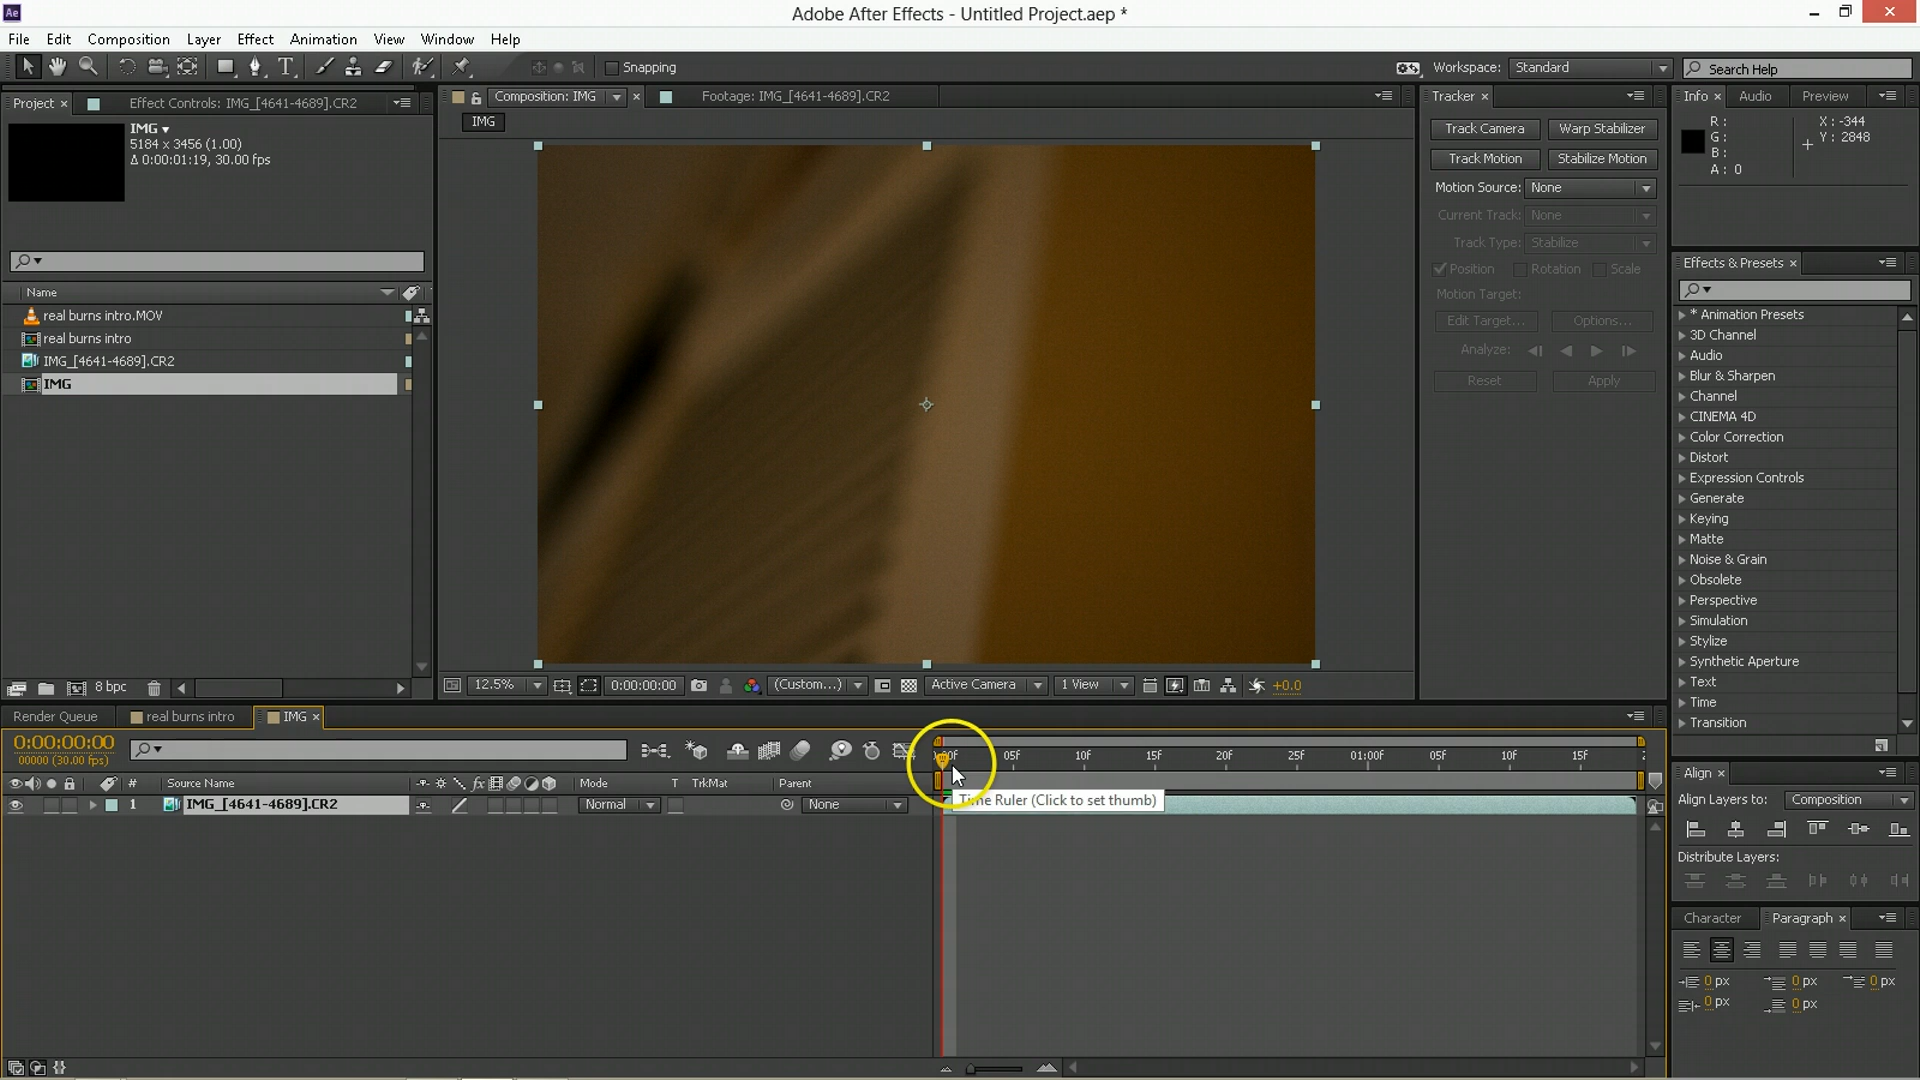 Adobe After Effects - Untitled Project.aep *
File Edit Composition Layer Effect Animation View Window Help
Snapping
Workspace: Standard
Search Help
Project × Effect Controls: IMG_[4641-4689].CR2
IMG
5184 x 3456 (1.00)
Δ 0:00:01:19, 30.00 fps
Name
real burns intro.MOV
real burns intro
IMG_[4641-4689].CR2
IMG
8 bpc
Composition: IMG × Footage: IMG_[4641-4689].CR2
IMG
12.5% 0:00:00:00 (Custom...) Active Camera 1 View +0.0
Tracker ×
Track Camera Warp Stabilizer
Track Motion Stabilize Motion
Motion Source: None
Current Track: None
Track Type: Stabilize
Position Rotation Scale
Motion Target:
Edit Target... Options...
Analyze:
Reset Apply
Info × Audio Preview
R: X: -344
G: Y: 2848
B:
A: 0
Effects & Presets ×
* Animation Presets
3D Channel
Audio
Blur & Sharpen
Channel
CINEMA 4D
Color Correction
Distort
Expression Controls
Generate
Keying
Matte
Noise & Grain
Obsolete
Perspective
Simulation
Stylize
Synthetic Aperture
Text
Time
Transition
Render Queue real burns intro IMG ×
0:00:00:00
00000 (30.00 fps)
05f 10f 15f 20f 25f 01:00f 05f 10f 15f
# Source Name fx Mode T TrkMat Parent
1 IMG_[4641-4689].CR2 Normal None
Time Ruler (Click to set thumb)
Align ×
Align Layers to: Composition
Distribute Layers:
Character Paragraph ×
0 px 0 px 0 px
0 px 0 px